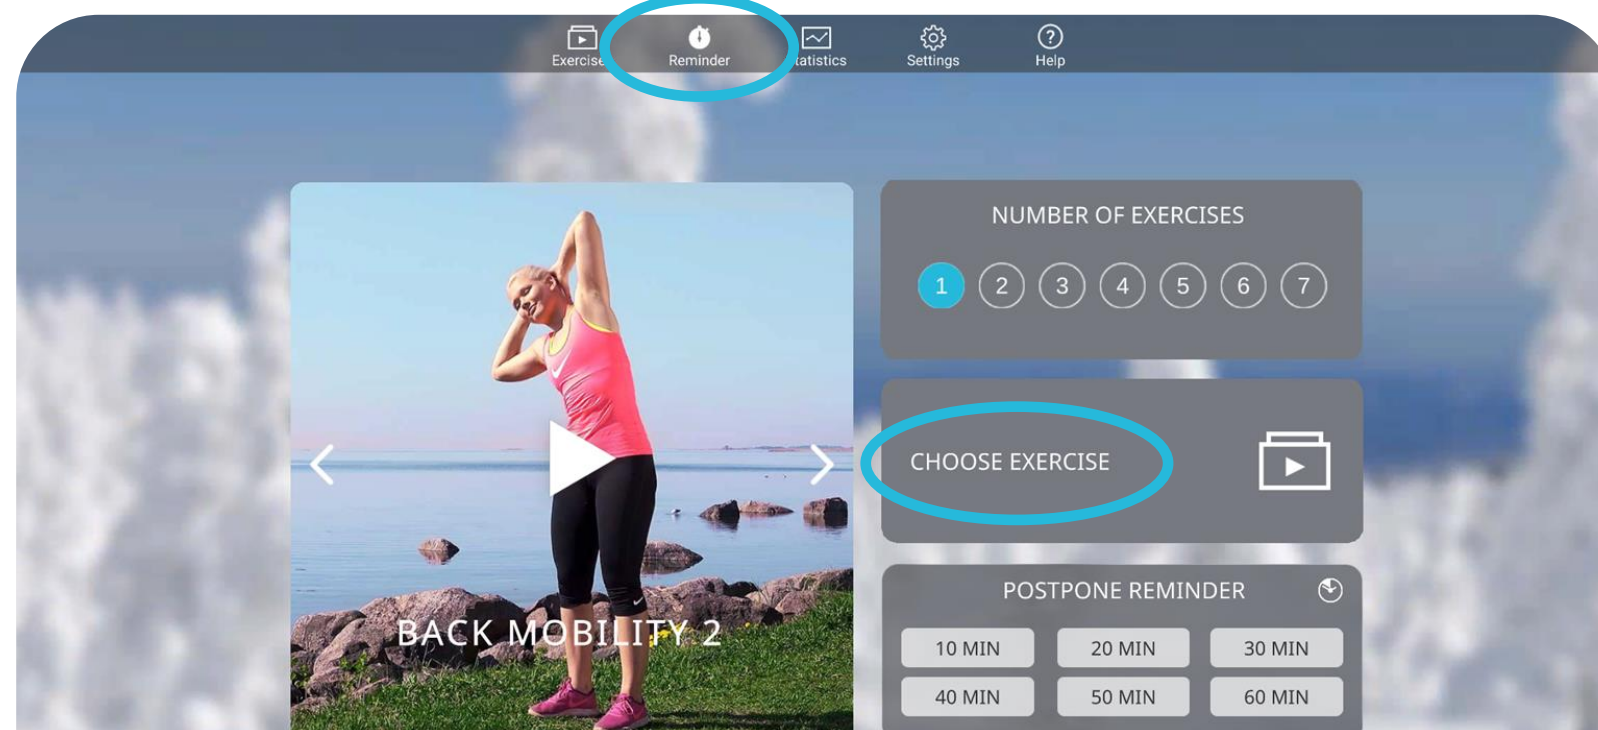 Exercise
Reminder
tatistics
Settings
Help
NUMBER OF EXERCISES
1 2 3 4 5 6 7
BACK MOBILITY 2
CHOOSE EXERCISE
POSTPONE REMINDER
10 MIN 20 MIN 30 MIN
40 MIN 50 MIN 60 MIN